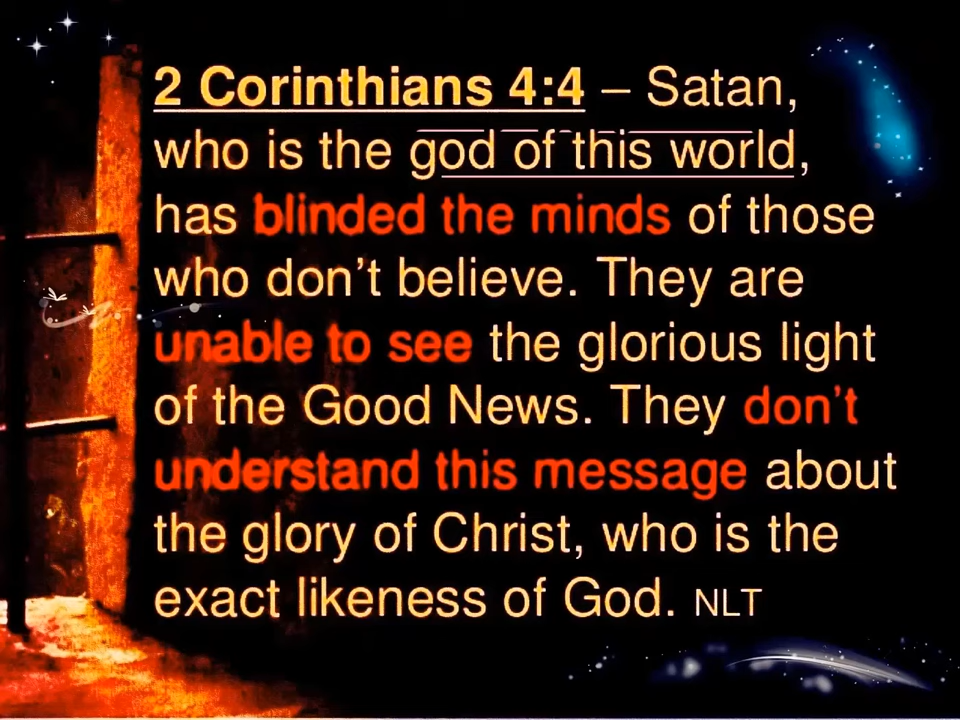 2 Corinthians 4:4 – Satan,
who is the god of this world,
has blinded the minds of those
who don’t believe. They are
unable to see the glorious light
of the Good News. They don’t
understand this message about
the glory of Christ, who is the
exact likeness of God. NLT